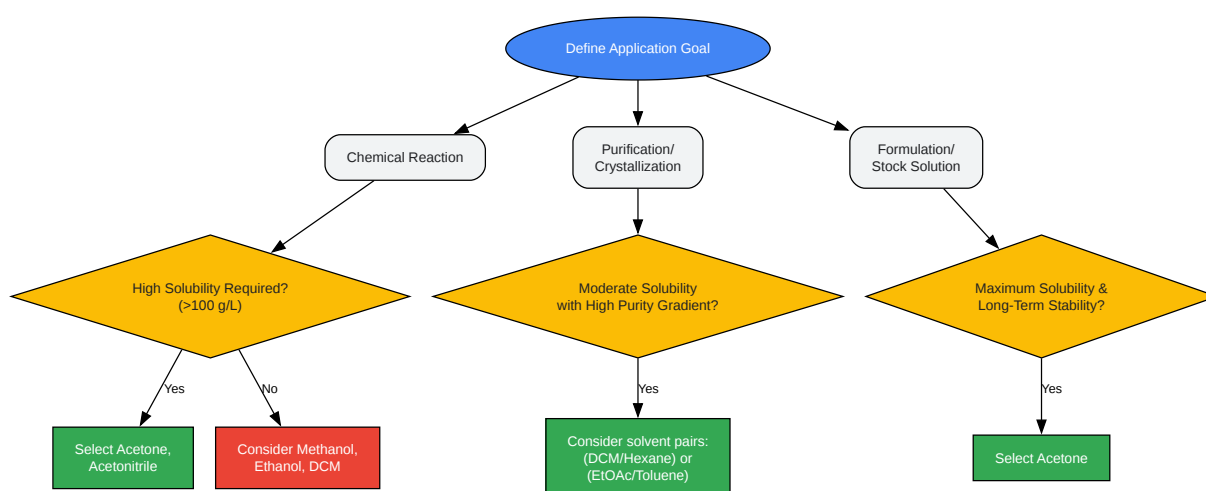 Define Application Goal
Chemical Reaction
Purification/
Crystallization
Formulation/
Stock Solution
High Solubility Required?
(>100 g/L)
Moderate Solubility
with High Purity Gradient?
Maximum Solubility &
Long-Term Stability?
Yes
No
Yes
Yes
Select Acetone,
Acetonitrile
Consider Methanol,
Ethanol, DCM
Consider solvent pairs:
(DCM/Hexane) or
(EtOAc/Toluene)
Select Acetone